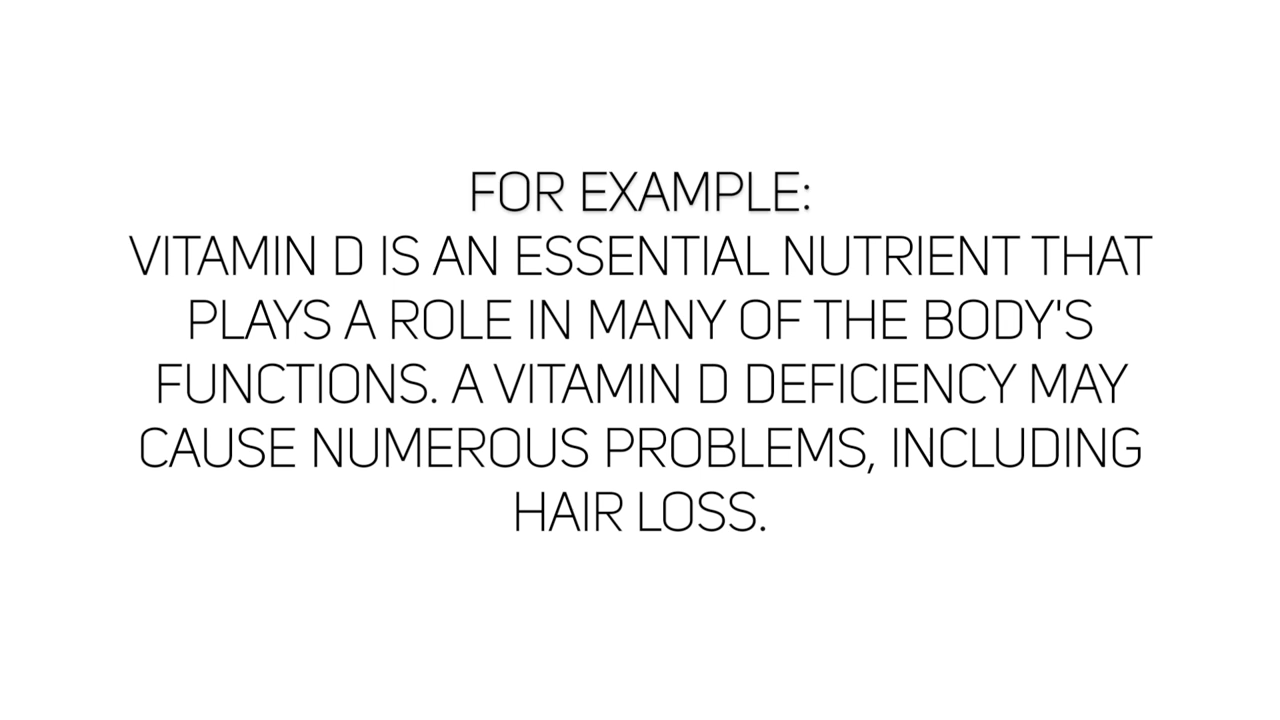 FOR EXAMPLE:
VITAMIN D IS AN ESSENTIAL NUTRIENT THAT
PLAYS A ROLE IN MANY OF THE BODY'S
FUNCTIONS. A VITAMIN D DEFICIENCY MAY
CAUSE NUMEROUS PROBLEMS, INCLUDING
HAIR LOSS.